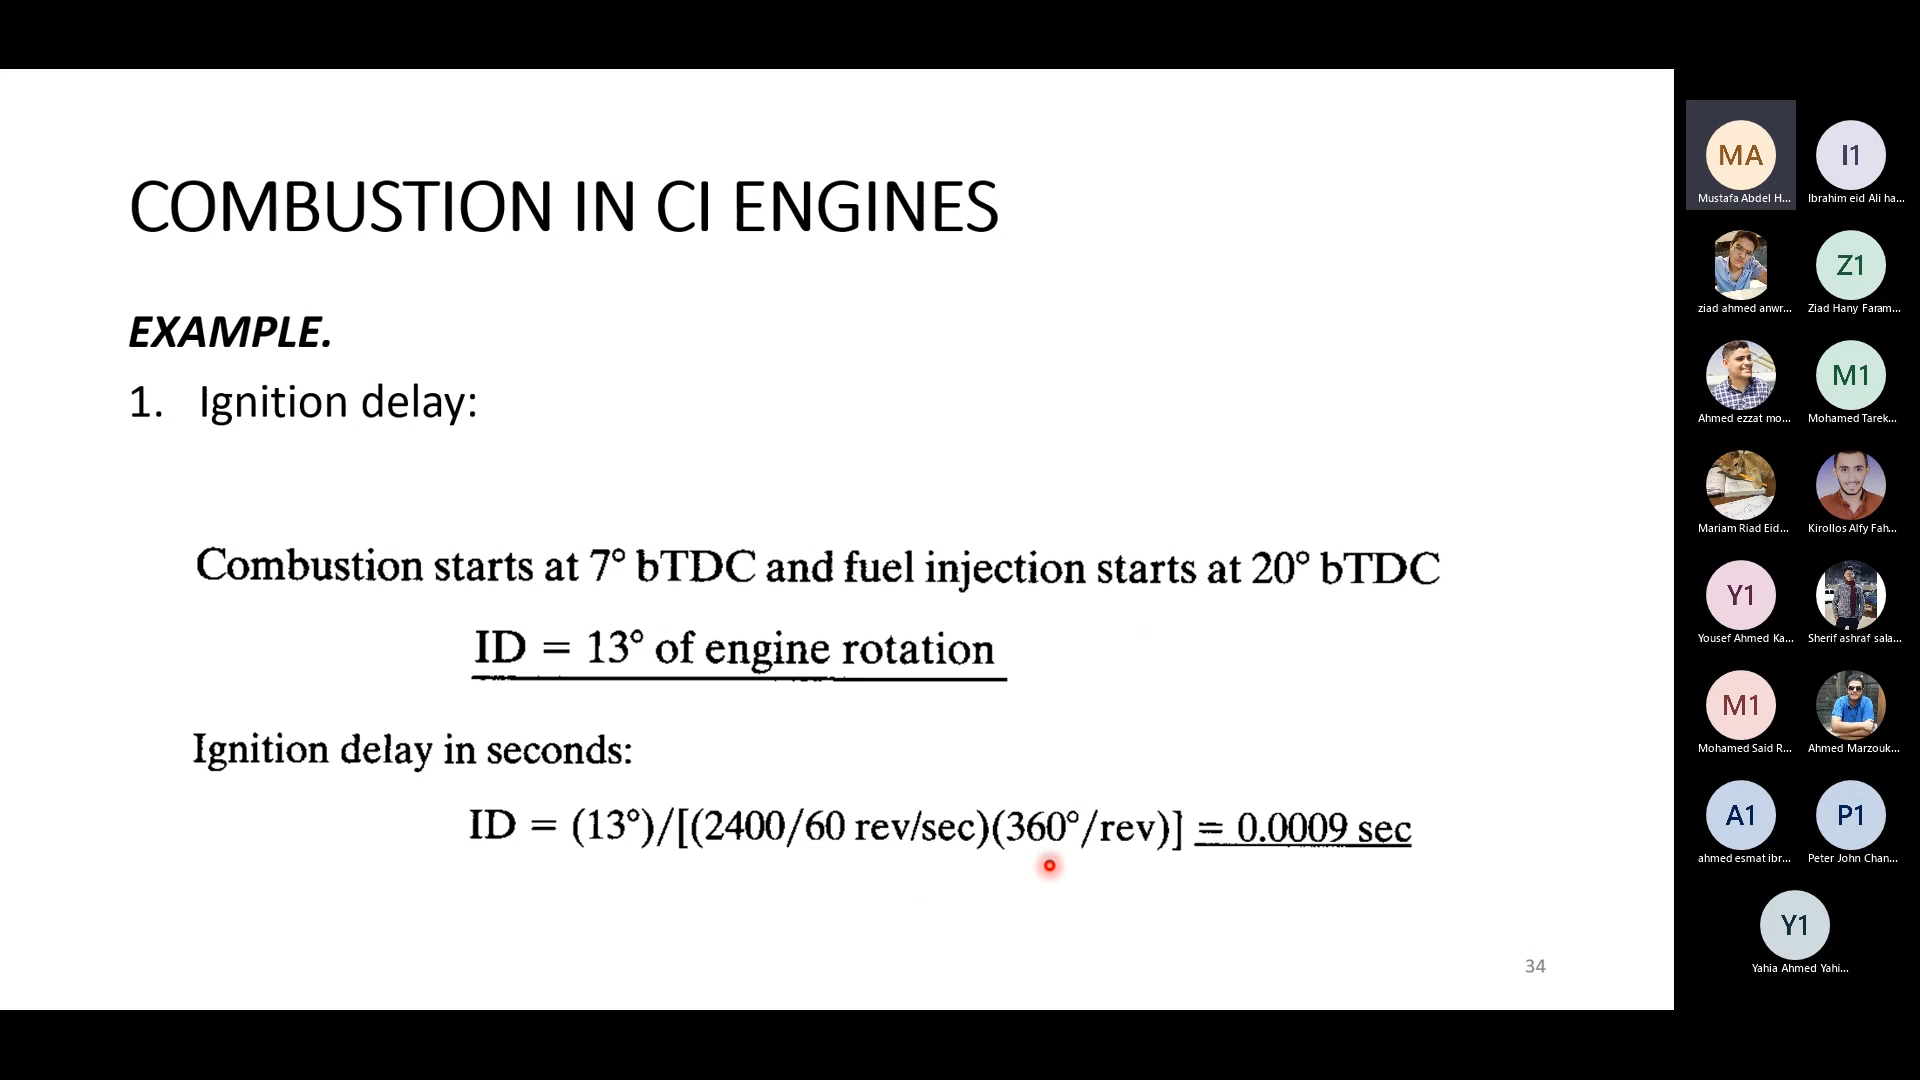 COMBUSTION IN CI ENGINES
EXAMPLE.
1. Ignition delay:
Combustion starts at 7° bTDC and fuel injection starts at 20° bTDC
ID = 13° of engine rotation
Ignition delay in seconds:
ID = (13°)/[(2400/60 rev/sec)(360°/rev)] = 0.0009 sec
34
MA
Mustafa Abdel H...
I1
Ibrahim eid Ali ha...
ziad ahmed anwr...
Z1
Ziad Hany Faram...
Ahmed ezzat mo...
M1
Mohamed Tarek...
Mariam Riad Eid...
Kirollos Alfy Fah...
Y1
Yousef Ahmed Ka...
Sherif ashraf sala...
M1
Mohamed Said R...
Ahmed Marzouk...
A1
ahmed esmat ibr...
P1
Peter John Chan...
Y1
Yahia Ahmed Yahi...